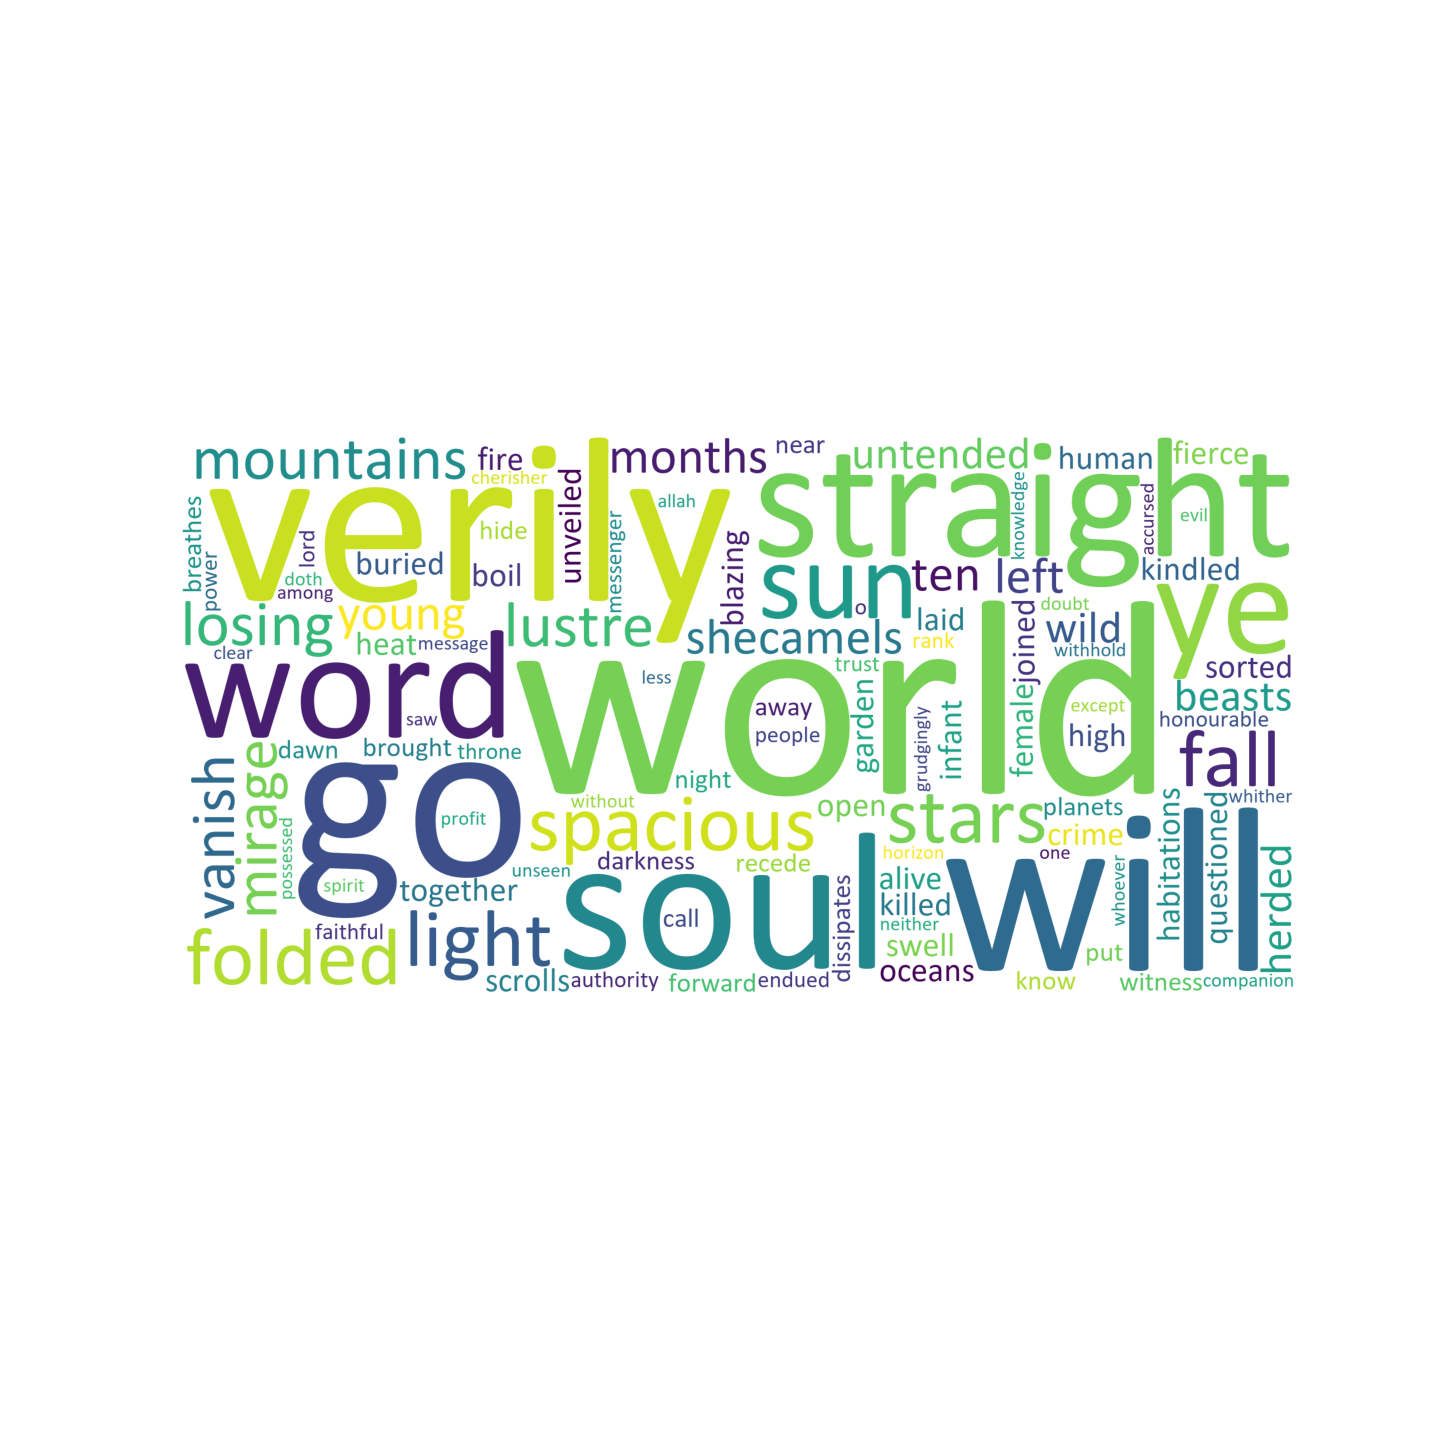 mountains
fire
cherisher
months
near
untended
human
fierce
verily
straight
breathes
power
lord
doth
among
hide
buried
boil
unveiled
messenger
allah
blazing
knowledge
accursed
evil
kindled
sun
ten
left
ye
losing
young
heat
message
clear
lustre
shecamels
o
laid
rank
joined
doubt
wild
withhold
sorted
beasts
honourable
word
saw
world
less
away
people
trust
garden
grudgingly
infant
female
except
high
fall
whither
dawn
brought
throne
vanish
mirage
possessed
go
profit
spirit
night
without
spacious
open
stars
planets
crime
one
horizon
habitations
questioned
herded
darkness
recede
unseen
together
faithful
light
soul
call
dissipates
alive
killed
neither
swell
oceans
will
whoever
put
know
witness
companion
folded
scrolls
authority
forward
endued